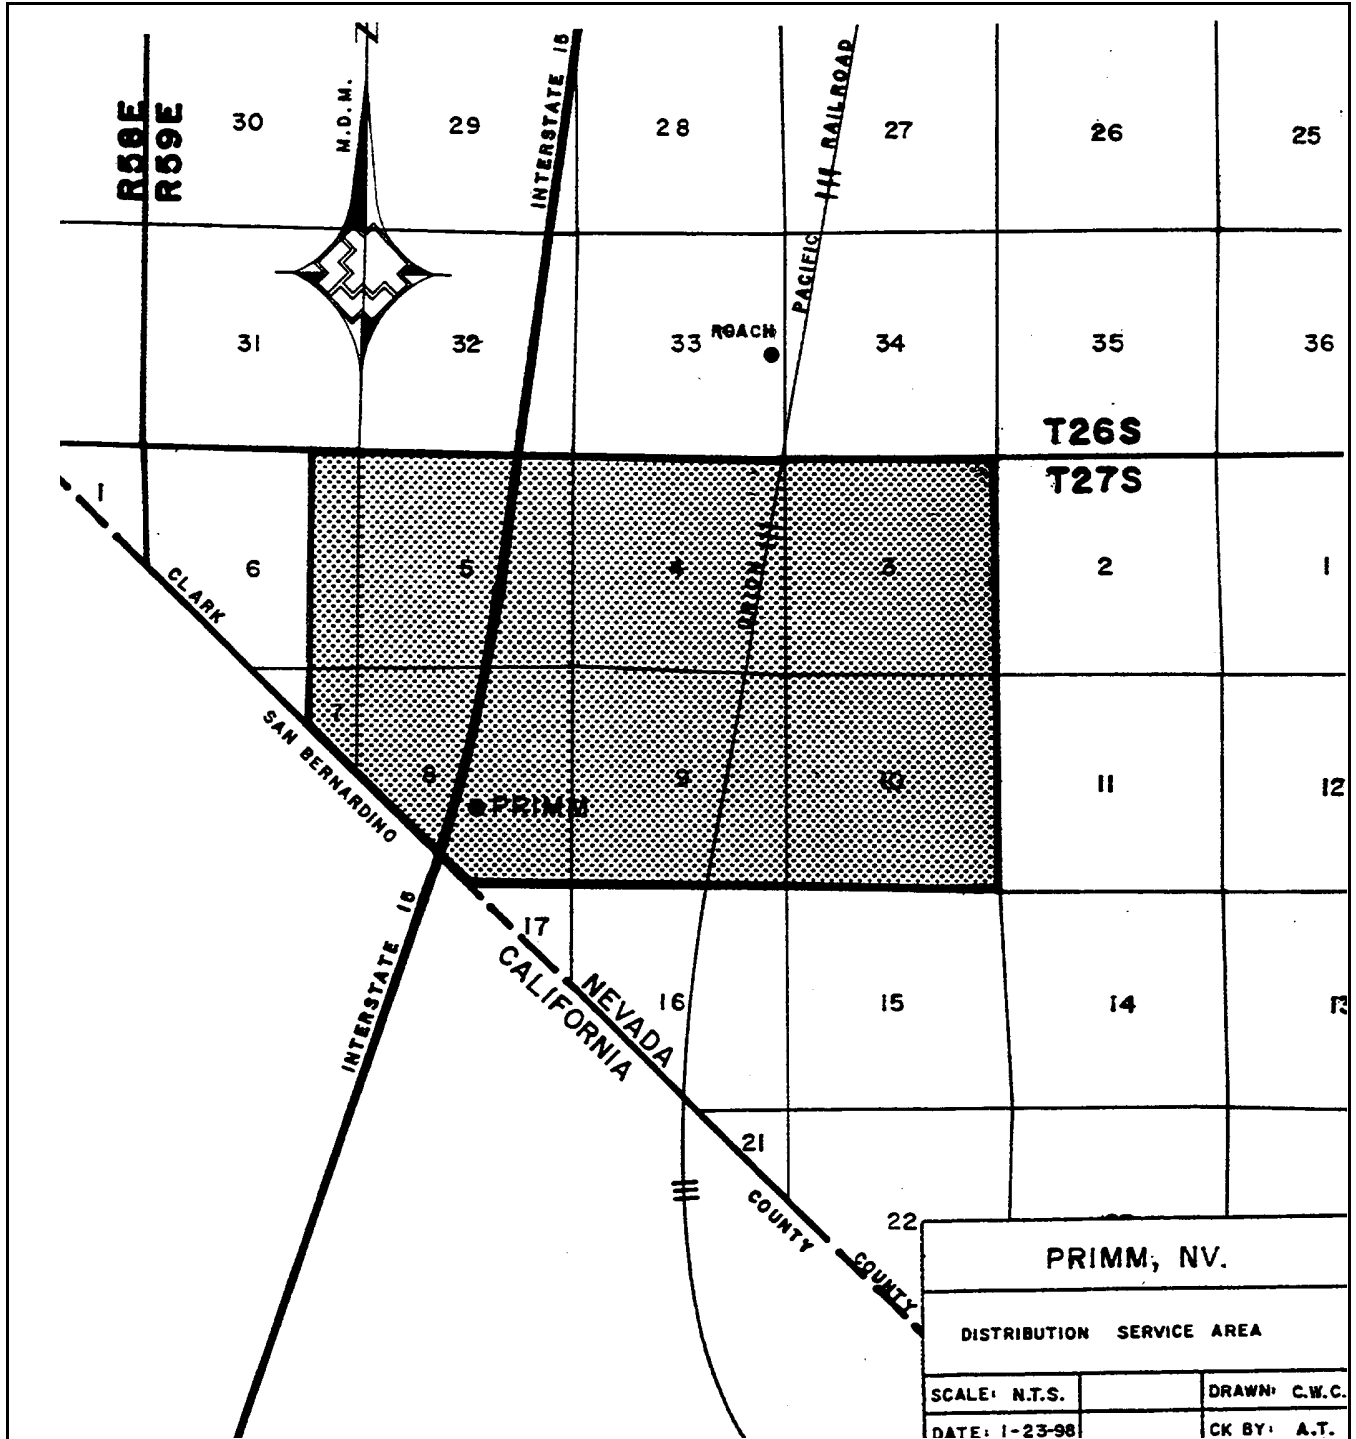 N
M.D.M.
R58E
R59E
30
29
INTERSTATE 15
28
RAILROAD
27
26
25
PACIFIC
31
32
33
ROACH
34
35
36
T26S
T27S
1
6
5
4
UNION
3
2
1
CLARK
SAN BERNARDINO
7
8
PRIMM
9
10
11
12
INTERSTATE 15
17
CALIFORNIA
NEVADA
16
15
14
13
21
COUNTY
COUNTY
22
PRIMM, NV.
DISTRIBUTION SERVICE AREA
SCALE: N.T.S.
DRAWN: C.W.C.
DATE: 1-23-98
CK BY: A.T.